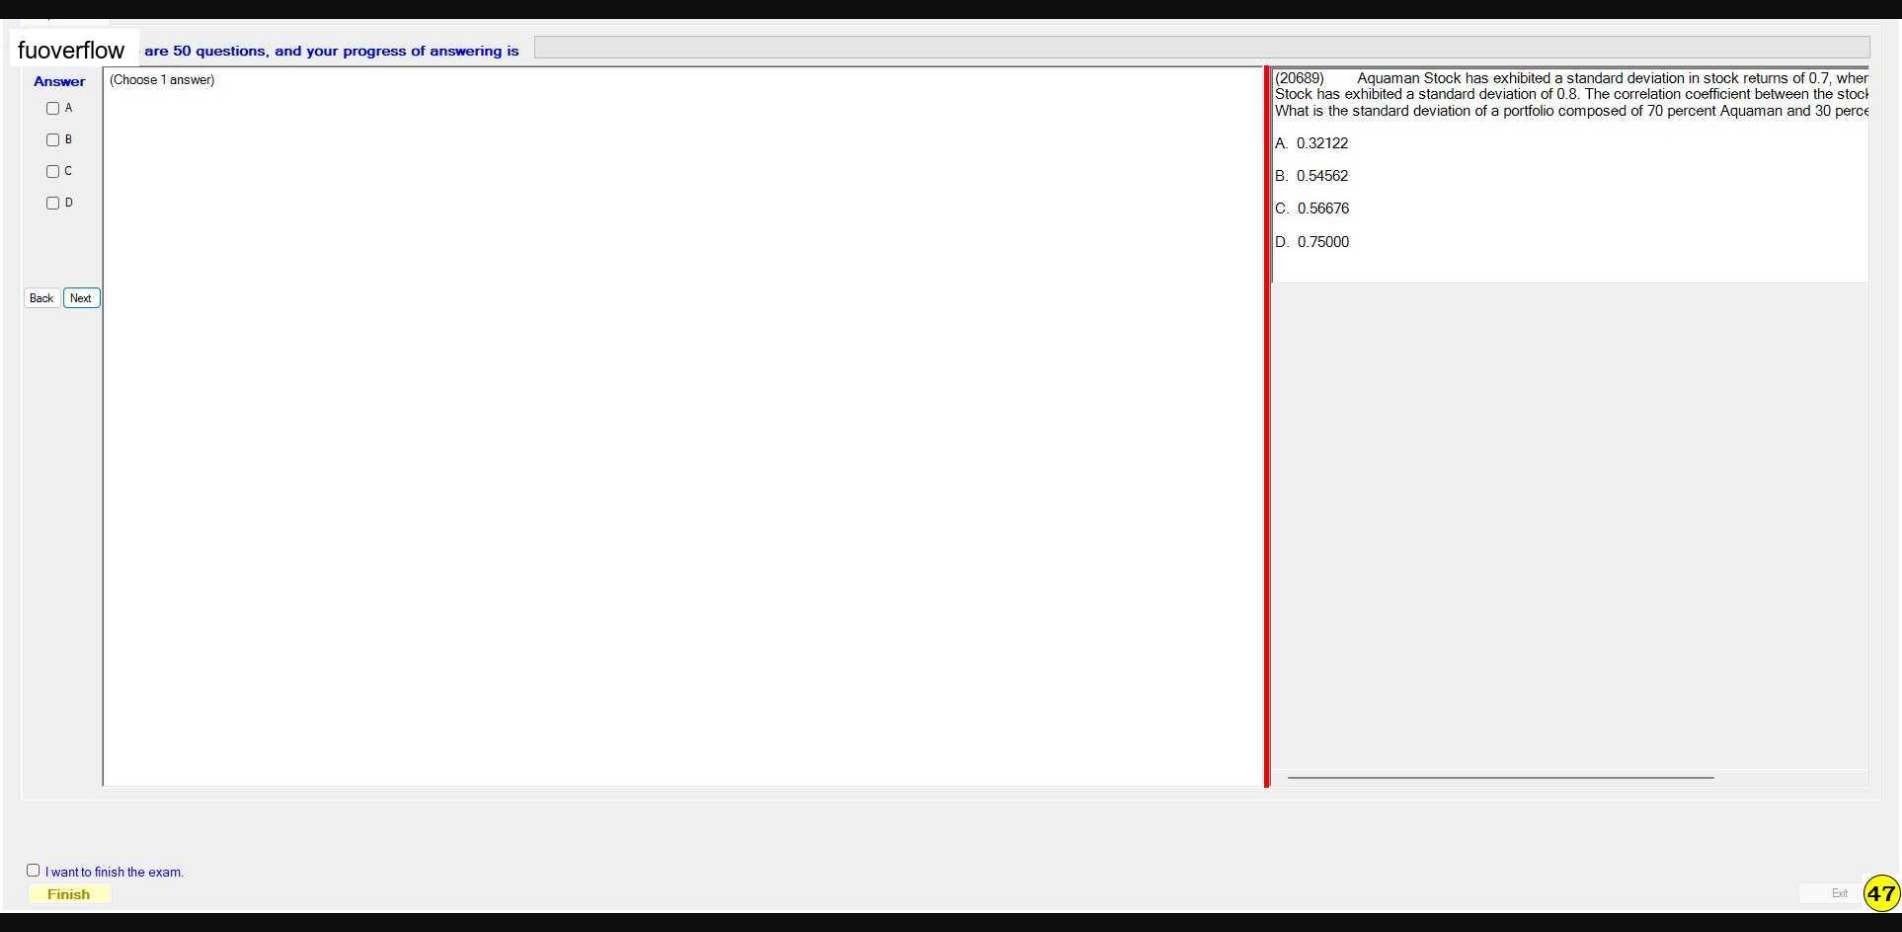 fuoverflow are 50 questions, and your progress of answering is
Answer
(Choose 1 answer)
A
B
C
D
Back Next
(20689) Aquaman Stock has exhibited a standard deviation in stock returns of 0.7, wher
Stock has exhibited a standard deviation of 0.8. The correlation coefficient between the stock
What is the standard deviation of a portfolio composed of 70 percent Aquaman and 30 perce
A. 0.32122
B. 0.54562
C. 0.56676
D. 0.75000
I want to finish the exam.
Finish
Exit
47